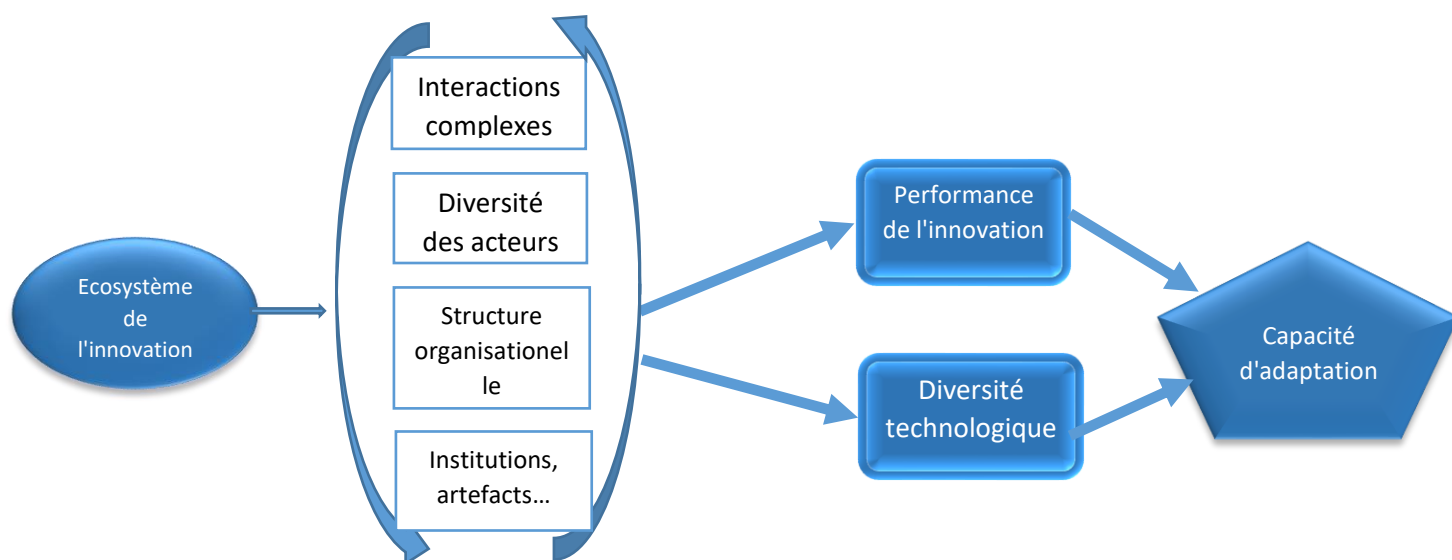 Ecosystème
de
l'innovation
Interactions
complexes
Diversité
des acteurs
Structure
organisationel
le
Institutions,
artefacts…
Performance
de l'innovation
Diversité
technologique
Capacité
d'adaptation